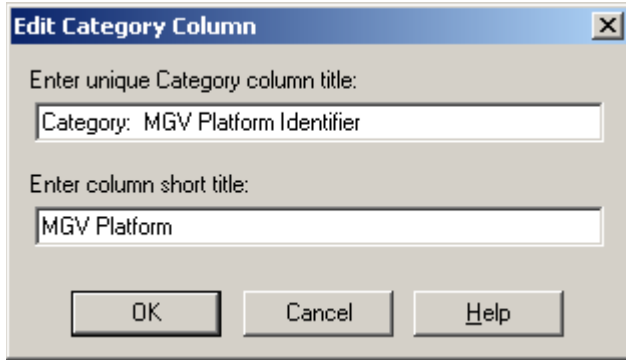 Edit Category Column
Enter unique Category column title:
Category:  MGV Platform Identifier
Enter column short title:
MGV Platform
OK Cancel Help